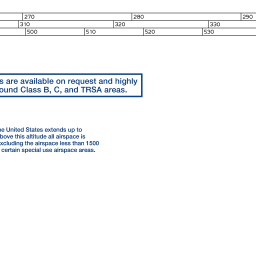 270 280 290
310 320 330
500 510 520 530
s are available on request and highly
ound Class B, C, and TRSA areas.
he United States extends up to
bove this altitude all airspace is
xcluding the airspace less than 1500
certain special use airspace areas.